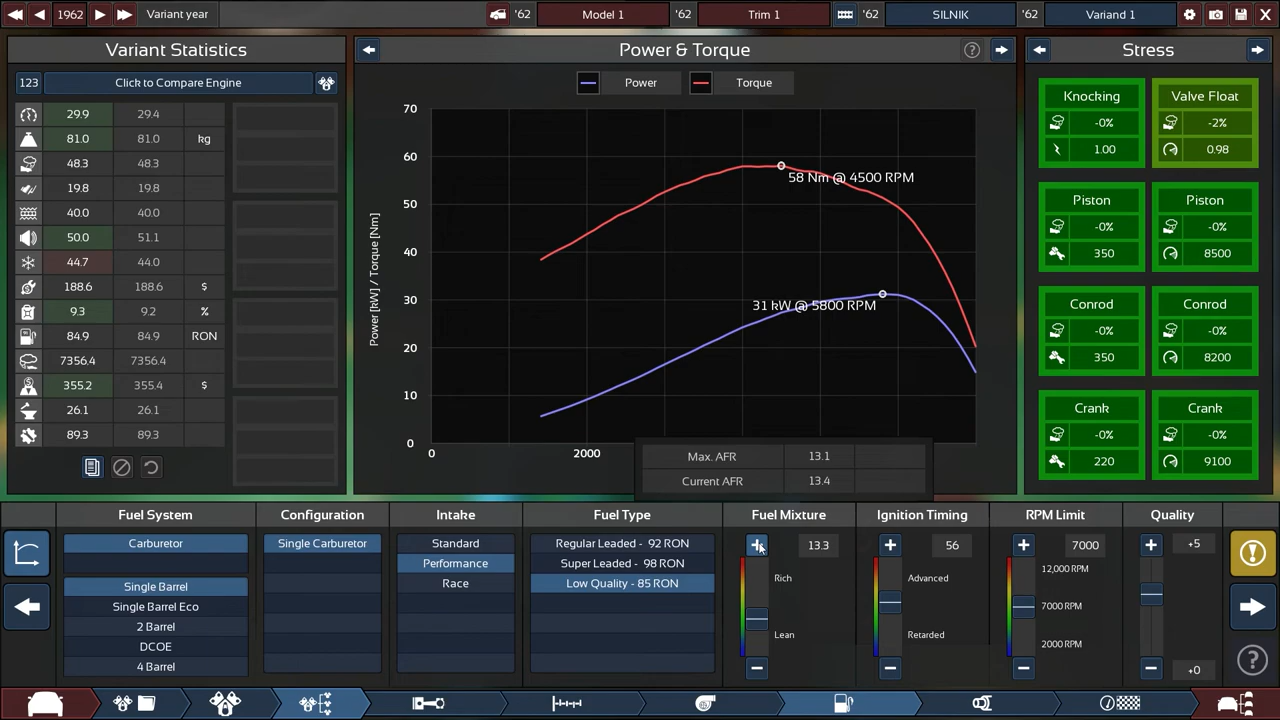 1962 Variant year '62 Model 1 '62 Trim 1 '62 SILNIK '62 Variand 1
Variant Statistics
123 Click to Compare Engine
29.9 29.4
81.0 81.0 kg
48.3 48.3
19.8 19.8
40.0 40.0
50.0 51.1
44.7 44.0
188.6 188.6 $
9.3 9.2 %
84.9 84.9 RON
7356.4 7356.4
355.2 355.4 $
26.1 26.1
89.3 89.3
Power & Torque ?
Power Torque
Power [kW] / Torque [Nm]
70
60
50
40
30
20
10
0
0 2000
58 Nm @ 4500 RPM
31 kW @ 5800 RPM
Max. AFR 13.1
Current AFR 13.4
Stress
Knocking Valve Float
-0% -2%
1.00 0.98
Piston Piston
-0% -0%
350 8500
Conrod Conrod
-0% -0%
350 8200
Crank Crank
-0% -0%
220 9100
Fuel System
Carburetor
Single Barrel
Single Barrel Eco
2 Barrel
DCOE
4 Barrel
Configuration
Single Carburetor
Intake
Standard
Performance
Race
Fuel Type
Regular Leaded - 92 RON
Super Leaded - 98 RON
Low Quality - 85 RON
Fuel Mixture
13.3
Rich
Lean
Ignition Timing
56
Advanced
Retarded
RPM Limit
7000
12,000 RPM
7000 RPM
2000 RPM
Quality
+5
+0
?